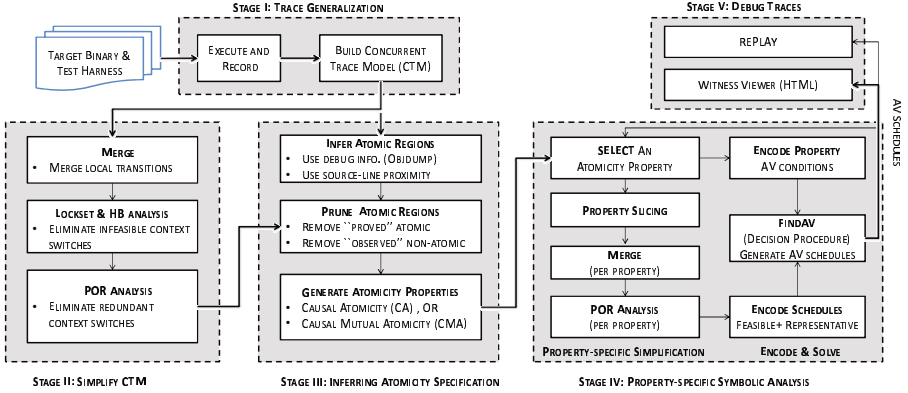 STAGE I: TRACE GENERALIZATION
TARGET BINARY &
TEST HARNESS
EXECUTE AND
RECORD
BUILD CONCURRENT
TRACE MODEL (CTM)
STAGE V: DEBUG TRACES
REPLAY
WITNESS VIEWER (HTML)
AV SCHEDULES
MERGE
• MERGE LOCAL TRANSITIONS
LOCKSET & HB ANALYSIS
• ELIMINATE INFEASIBLE CONTEXT
SWITCHES
POR ANALYSIS
• ELIMINATE REDUNDANT
CONTEXT SWITCHES
STAGE II: SIMPLIFY CTM
INFER ATOMIC REGIONS
• USE DEBUG INFO. (OBJDUMP)
• USE SOURCE-LINE PROXIMITY
PRUNE ATOMIC REGIONS
• REMOVE ``PROVED'' ATOMIC
• REMOVE ``OBSERVED'' NON-ATOMIC
GENERATE ATOMICITY PROPERTIES
• CAUSAL ATOMICITY (CA) , OR
• CAUSAL MUTUAL ATOMICITY (CMA)
STAGE III: INFERRING ATOMICITY SPECIFICATION
SELECT AN
ATOMICITY PROPERTY
PROPERTY SLICING
MERGE
(PER PROPERTY)
POR ANALYSIS
(PER PROPERTY)
PROPERTY-SPECIFIC SIMPLIFICATION
ENCODE PROPERTY
AV CONDITIONS
FINDAV
(DECISION PROCEDURE)
GENERATE AV SCHEDULES
ENCODE SCHEDULES
FEASIBLE+ REPRESENTATIVE
ENCODE & SOLVE
STAGE IV: PROPERTY-SPECIFIC SYMBOLIC ANALYSIS